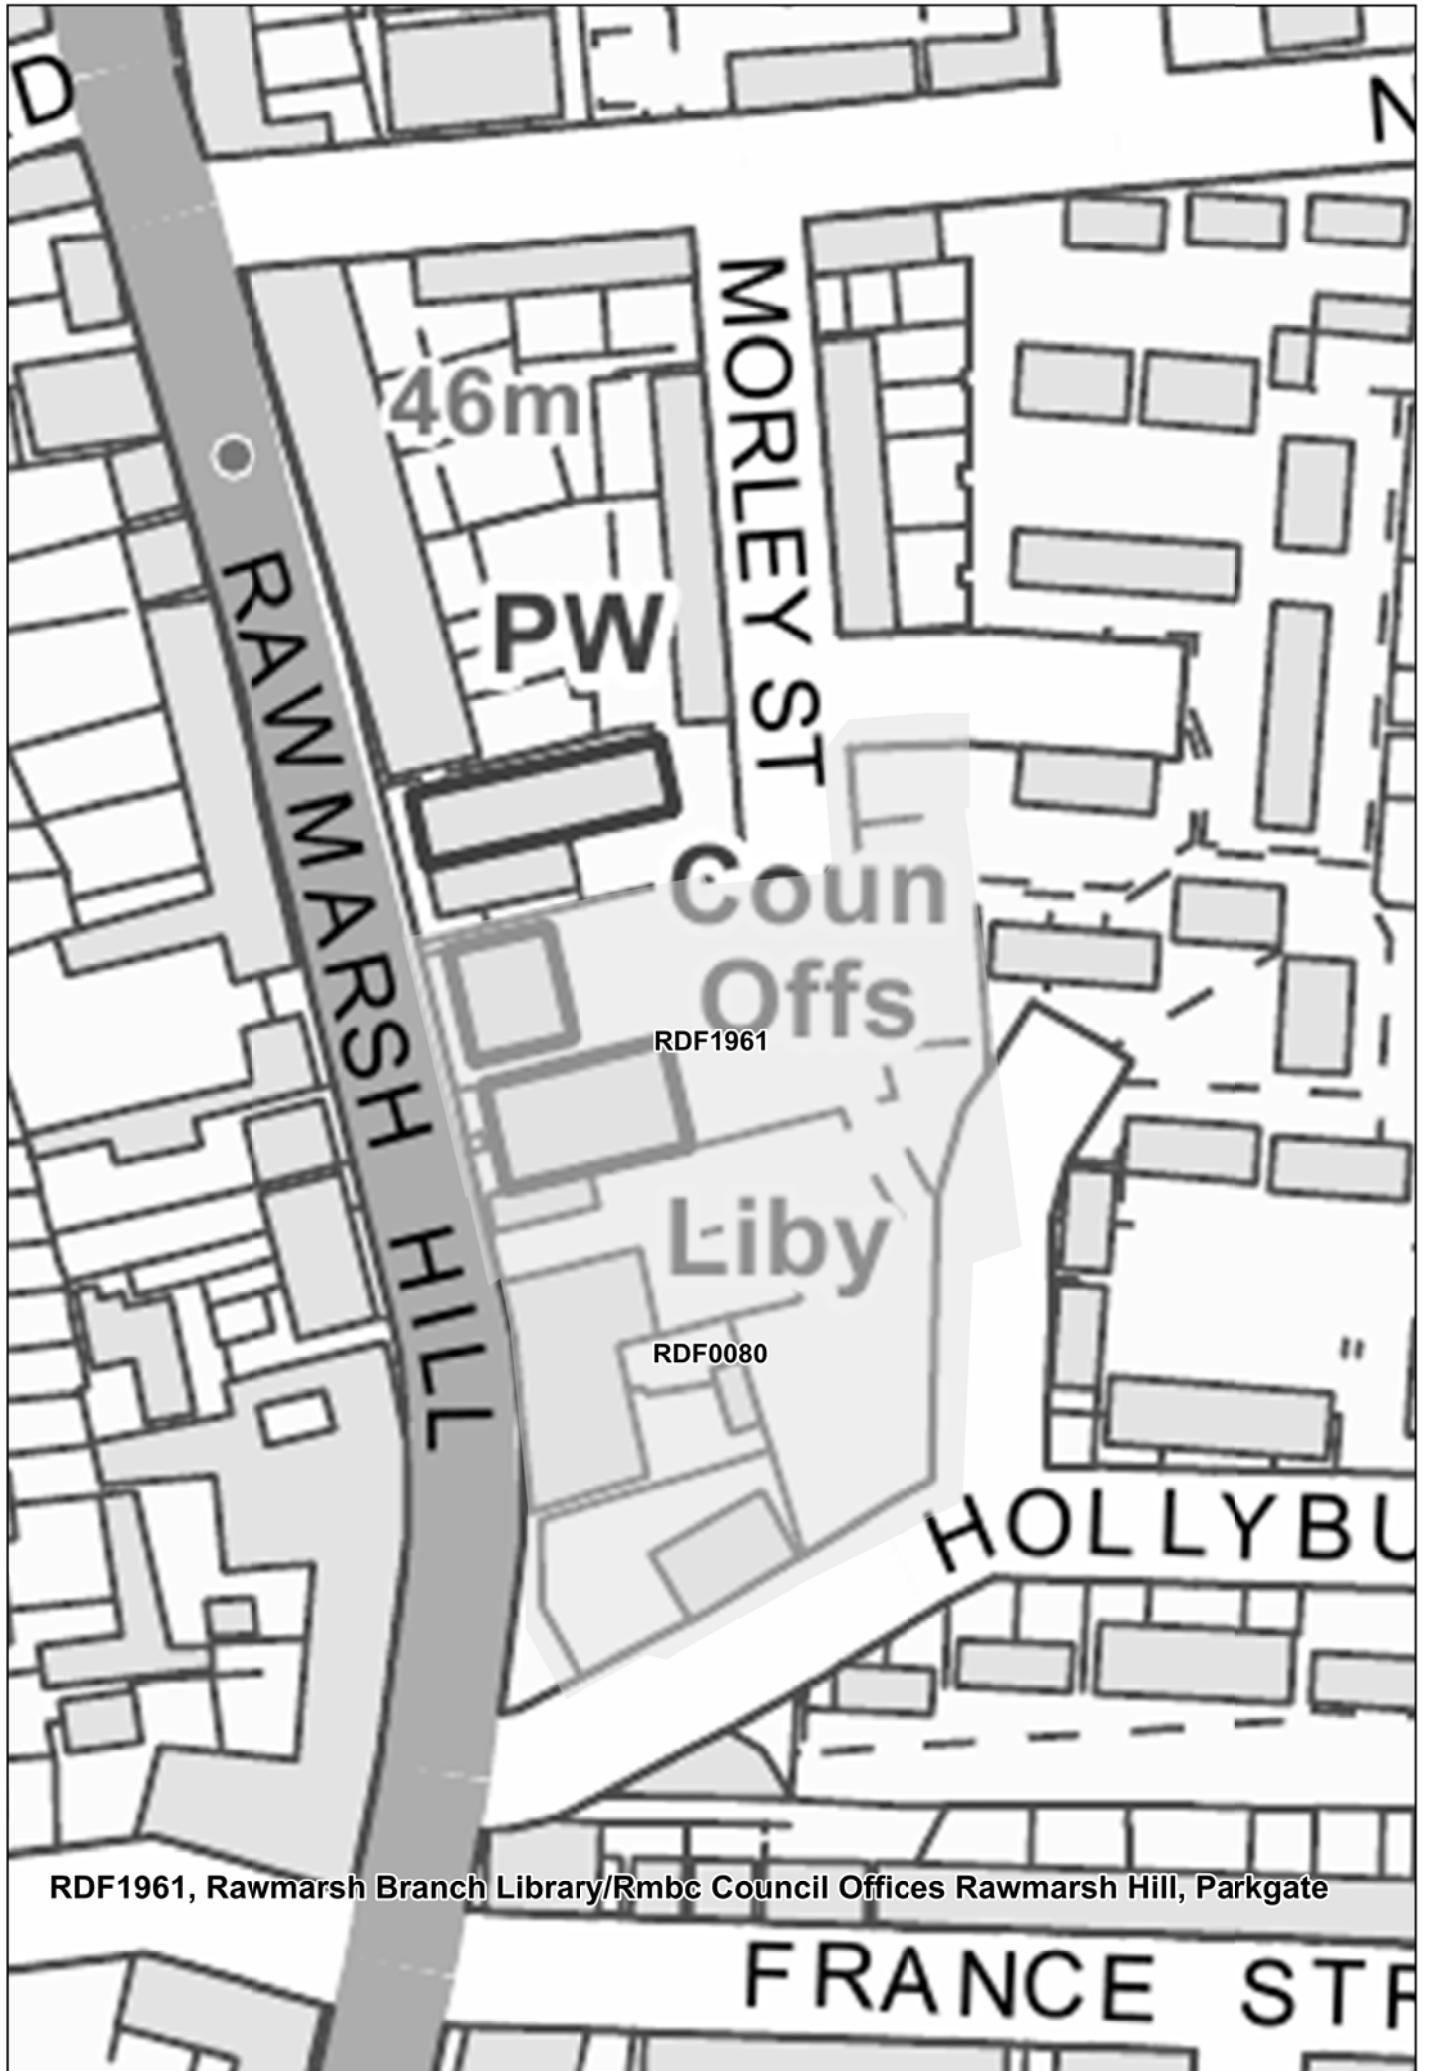 D
N
MORLEY ST
46m
RAWMARSH HILL
PW
Coun
Offs
RDF1961
Liby
RDF0080
HOLLYBU
RDF1961, Rawmarsh Branch Library/Rmbc Council Offices Rawmarsh Hill, Parkgate
FRANCE STR